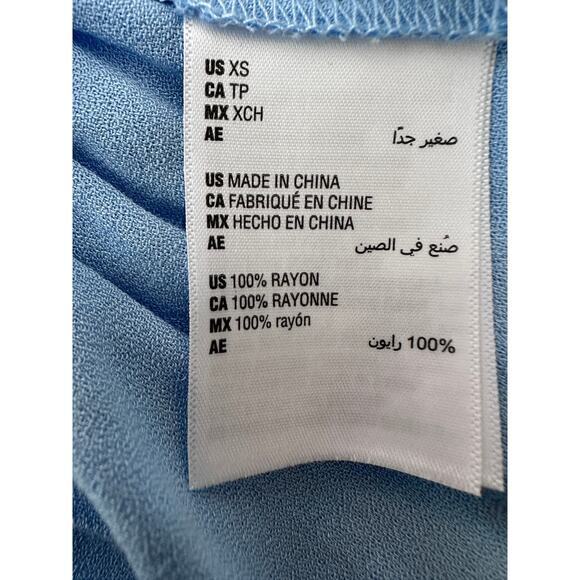 US XS
CA TP
MX XCH
AE صغير جدًا
US MADE IN CHINA
CA FABRIQUÉ EN CHINE
MX HECHO EN CHINA
AE صُنع في الصين
US 100% RAYON
CA 100% RAYONNE
MX 100% rayón
AE 100% رايون